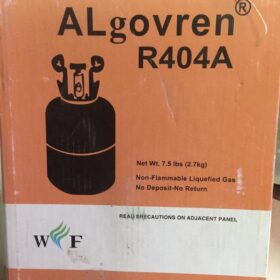 ALgovren®
R404A
Net Wt. 7.5 lbs (2.7kg)
Non-Flammable Liquefied Gas
No Deposit-No Return
READ PRECAUTIONS ON ADJACENT PANEL
W F